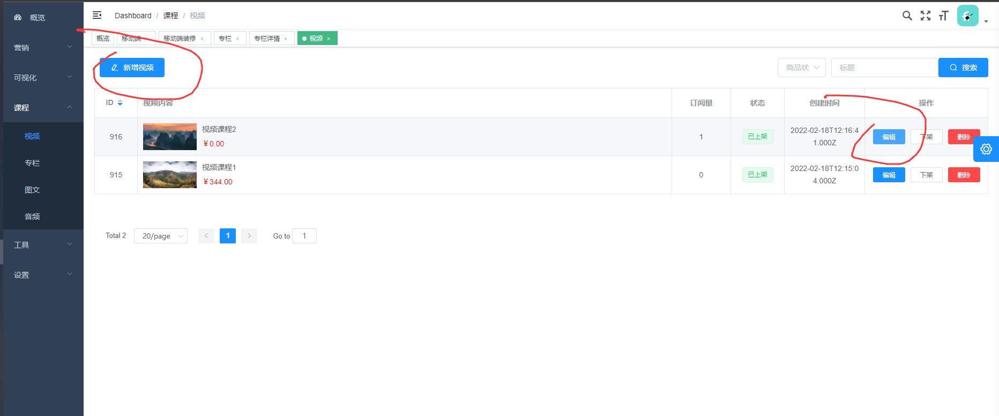 概览
营销
可视化
课程
视频
专栏
图文
音频
工具
设置
Dashboard / 课程 / 视频
概览 移动端 移动端装修 × 专栏 × 专栏详情 × 视频 ×
新增视频 商品状 标题 搜索
ID 视频内容 订阅量 状态 创建时间 操作
916 视频课程2 ¥0.00 1 已上架 2022-02-18T12:16:4 编辑 下架 删除
1.000Z
915 视频课程1 ¥344.00 0 已上架 2022-02-18T12:15:0 编辑 下架 删除
4.000Z
Total 2 20/page 1 Go to 1